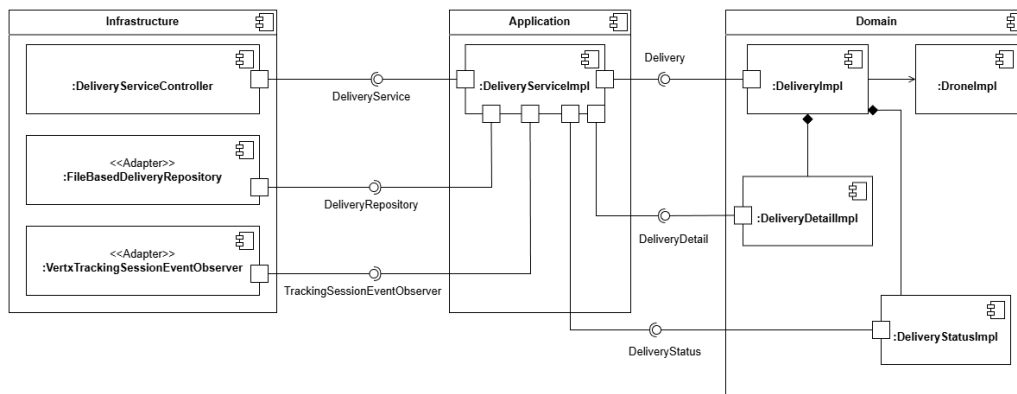 Infrastructure
Application
Domain
:DeliveryServiceController
DeliveryService
:DeliveryServiceImpl
Delivery
:DeliveryImpl
:DroneImpl
<<Adapter>>
:FileBasedDeliveryRepository
DeliveryRepository
DeliveryDetail
:DeliveryDetailImpl
<<Adapter>>
:VertxTrackingSessionEventObserver
TrackingSessionEventObserver
DeliveryStatus
:DeliveryStatusImpl